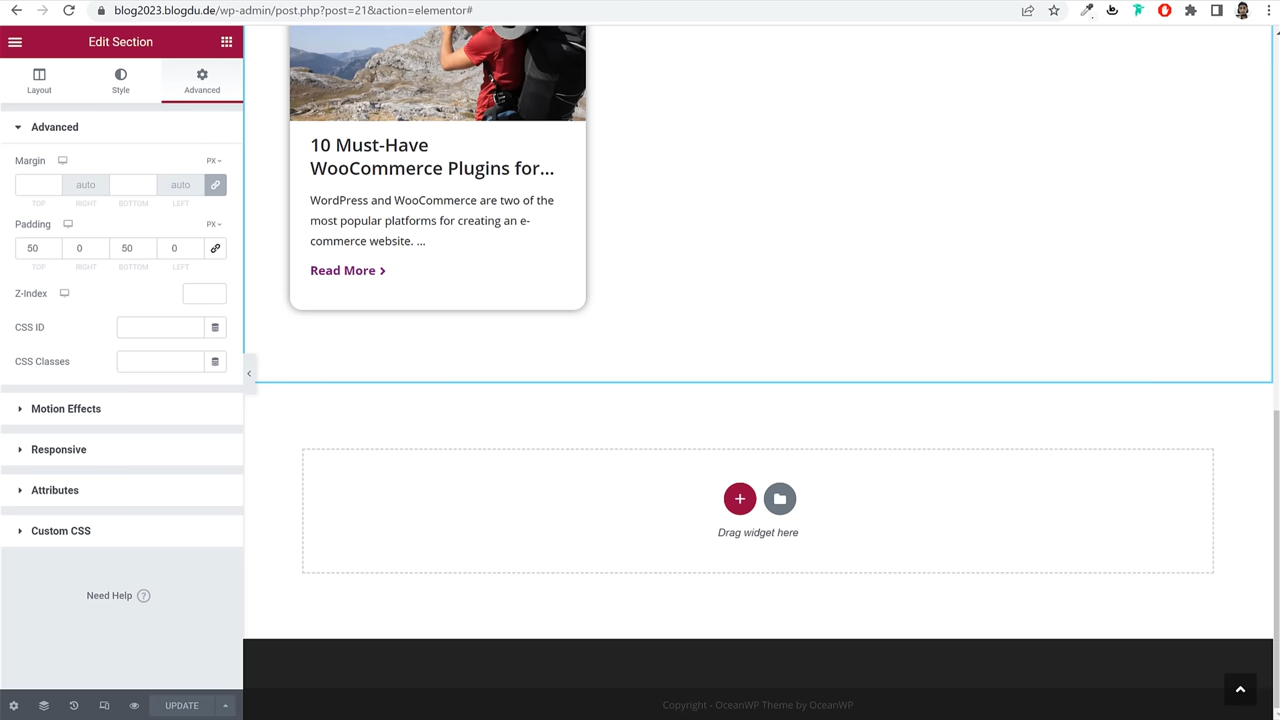 blog2023.blogdu.de/wp-admin/post.php?post=21&action=elementor#
Edit Section
Layout
Style
Advanced
Advanced
Margin
PX
auto
auto
TOP
RIGHT
BOTTOM
LEFT
Padding
PX
50
0
50
0
TOP
RIGHT
BOTTOM
LEFT
Z-Index
CSS ID
CSS Classes
Motion Effects
Responsive
Attributes
Custom CSS
Need Help ?
UPDATE
10 Must-Have
WooCommerce Plugins for...
WordPress and WooCommerce are two of the
most popular platforms for creating an e-
commerce website. ...
Read More
Drag widget here
Copyright - OceanWP Theme by OceanWP